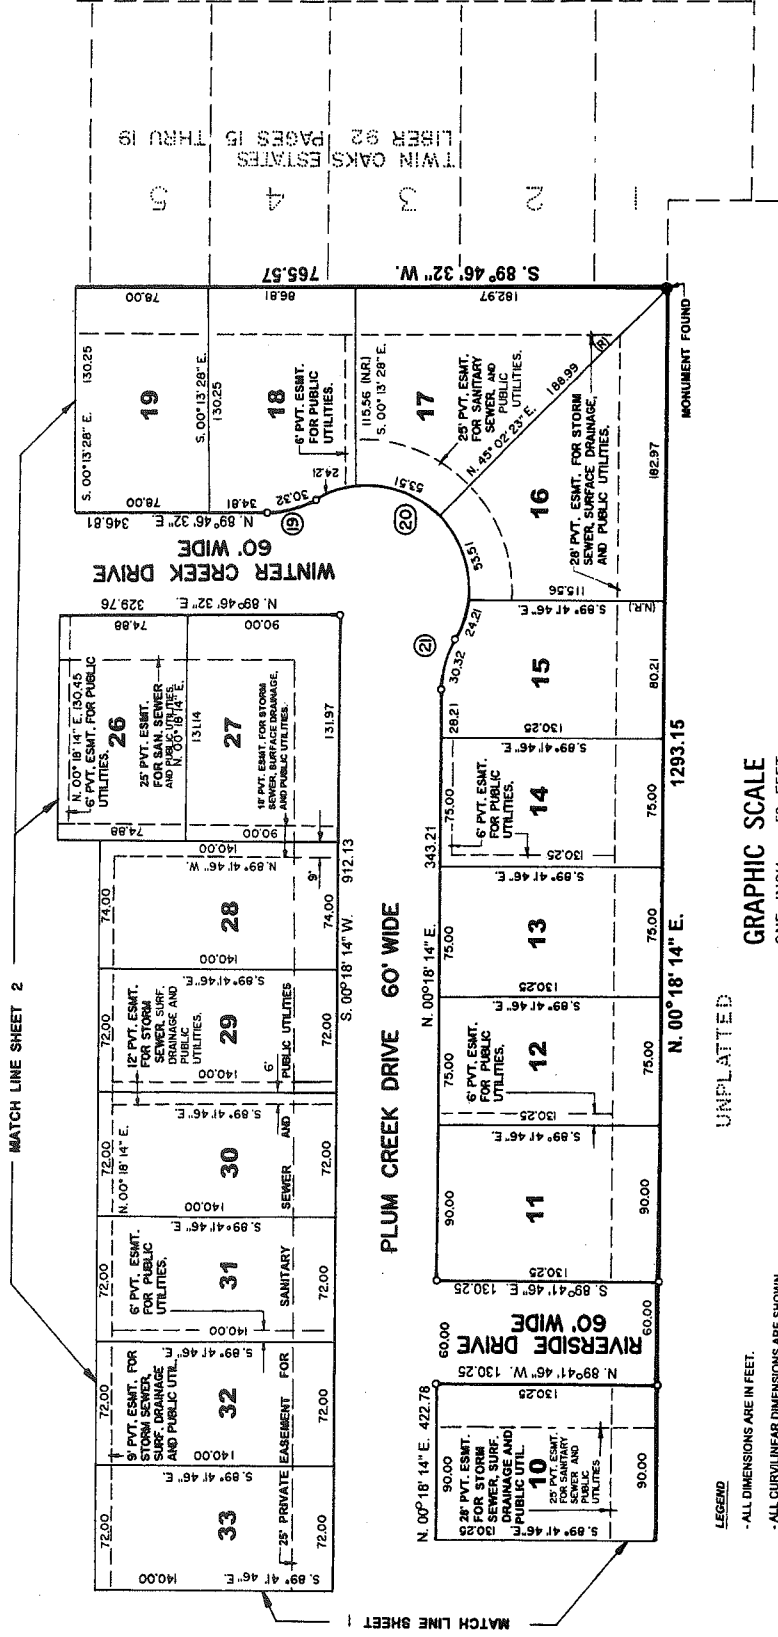 MATCH LINE SHEET 2
TWIN OAKS ESTATES
LIBER 92 PAGES 15 THRU 19
5
4
3
2
1
S. 89° 46' 32" W. 765.57
MONUMENT FOUND
S. 00° 13' 28" E. 130.25
78.00
19
78.00
S. 00° 13' 28" E.
130.25
86.81
18
6' PVT. ESMT.
FOR PUBLIC
UTILITIES.
34.81
30.32
24.21
19
N. 89° 46' 32" E. 346.81
115.56 (N.R.)
S. 00° 13' 28" E.
182.97
17
25' PVT. ESMT.
FOR SANITARY
SEWER, AND
PUBLIC
UTILITIES.
53.51
20
N. 45° 02' 23" E. 188.99
(R)
16
28' PVT. ESMT. FOR STORM
SEWER, SURFACE DRAINAGE,
AND PUBLIC UTILITIES.
53.51
182.97
115.56
S. 89° 41' 46" E.
(N.R.)
WINTER CREEK DRIVE
60' WIDE
N. 89° 46' 32" E. 329.76
21
24.21
30.32
28.21
15
80.21
130.25
S. 89° 41' 46" E.
74.88
N. 00° 18' 14" E. 130.45
6' PVT. ESMT. FOR PUBLIC
UTILITIES.
26
25' PVT. ESMT.
FOR SAN. SEWER
AND PUBLIC UTILITIES.
N. 00° 18' 14" E.
74.88
131.14
90.00
27
18' PVT. ESMT. FOR STORM
SEWER, SURFACE DRAINAGE,
AND PUBLIC UTILITIES.
90.00
131.97
75.00
14
6' PVT. ESMT.
FOR PUBLIC
UTILITIES.
130.25
S. 89° 41' 46" E.
75.00
1293.15
N. 00° 18' 14" E.
140.00
N. 89° 41' 46" W.
9'
74.00
28
74.00
140.00
S. 89° 41' 46" E.
S. 00° 18' 14" W. 912.13
PLUM CREEK DRIVE 60' WIDE
N. 00° 18' 14" E. 343.21
75.00
13
75.00
130.25
S. 89° 41' 46" E.
72.00
12' PVT. ESMT.
FOR STORM
SEWER, SURF.
DRAINAGE AND
PUBLIC
UTILITIES.
29
140.00
6'
72.00
75.00
12
6' PVT. ESMT.
FOR PUBLIC
UTILITIES.
130.25
S. 89° 41' 46" E.
75.00
72.00
N. 00° 18' 14" E.
S. 89° 41' 46" E.
30
140.00
72.00
90.00
11
90.00
130.25
S. 89° 41' 46" E. 130.25
72.00
S. 89° 41' 46" E.
6' PVT. ESMT.
FOR PUBLIC
UTILITIES.
31
140.00
72.00
RIVERSIDE DRIVE
60' WIDE
60.00
60.00
N. 89° 41' 46" W. 130.25
72.00
S. 89° 41' 46" E.
9' PVT. ESMT. FOR
STORM SEWER,
SURF. DRAINAGE
AND PUBLIC UTIL.
32
140.00
72.00
72.00
S. 89° 41' 46" E.
33
140.00
S. 89° 41' 46" E.
72.00
25' PRIVATE EASEMENT FOR SANITARY SEWER AND PUBLIC UTILITIES
N. 00° 18' 14" E. 422.78
90.00
130.25
28' PVT. ESMT.
FOR STORM
SEWER, SURF.
DRAINAGE AND
PUBLIC UTIL.
10
25' PVT. ESMT.
FOR SANITARY
SEWER AND
PUBLIC
UTILITIES
90.00
130.25
S. 89° 41' 46" E.
MATCH LINE SHEET 1
UNPLATTED
GRAPHIC SCALE
LEGEND
- ALL DIMENSIONS ARE IN FEET.
- ALL CURVILINEAR DIMENSIONS ARE SHOWN